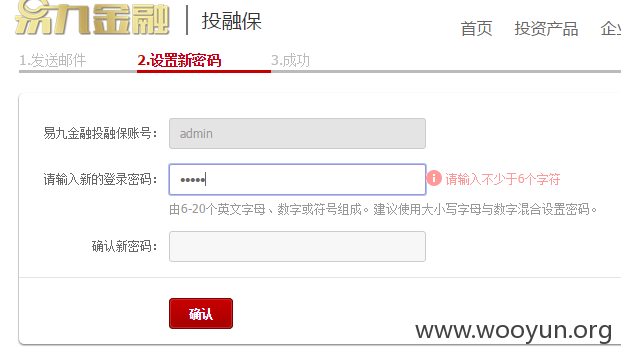 易九金融 投融保
首页 投资产品 企业
1.发送邮件 2.设置新密码 3.成功
易九金融投融保账号： admin
请输入新的登录密码： ••••• 请输入不少于6个字符
由6-20个英文字母、数字或符号组成。建议使用大小写字母与数字混合设置密码。
确认新密码：
确认
www.wooyun.org